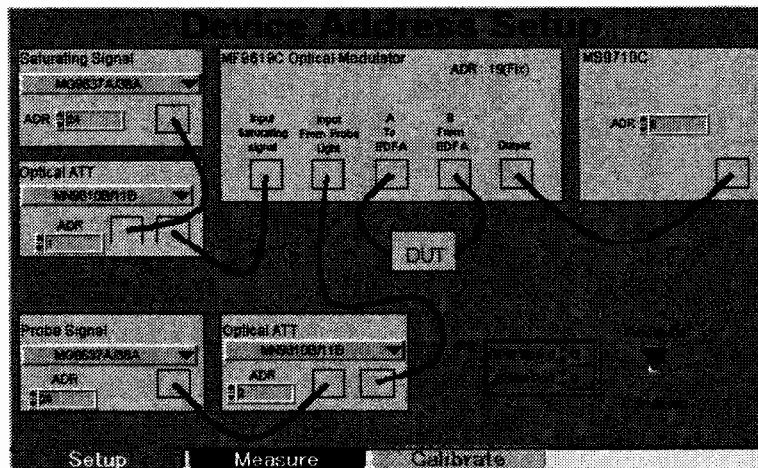 Device Address Setup
Saturating Signal
MG9637A/38A
ADR
Optical ATT
MN9610B/11B
ADR
MF9619C Optical Modulator
ADR 19(Fix)
Input
Saturating
signal
Input
From Probe
Light
A
To
EDFA
B
From
EDFA
Output
MS9710C
ADR
DUT
Probe Signal
MG9637A/38A
ADR
Optical ATT
MN9610B/11B
ADR
Setup
Measure
Calibrate